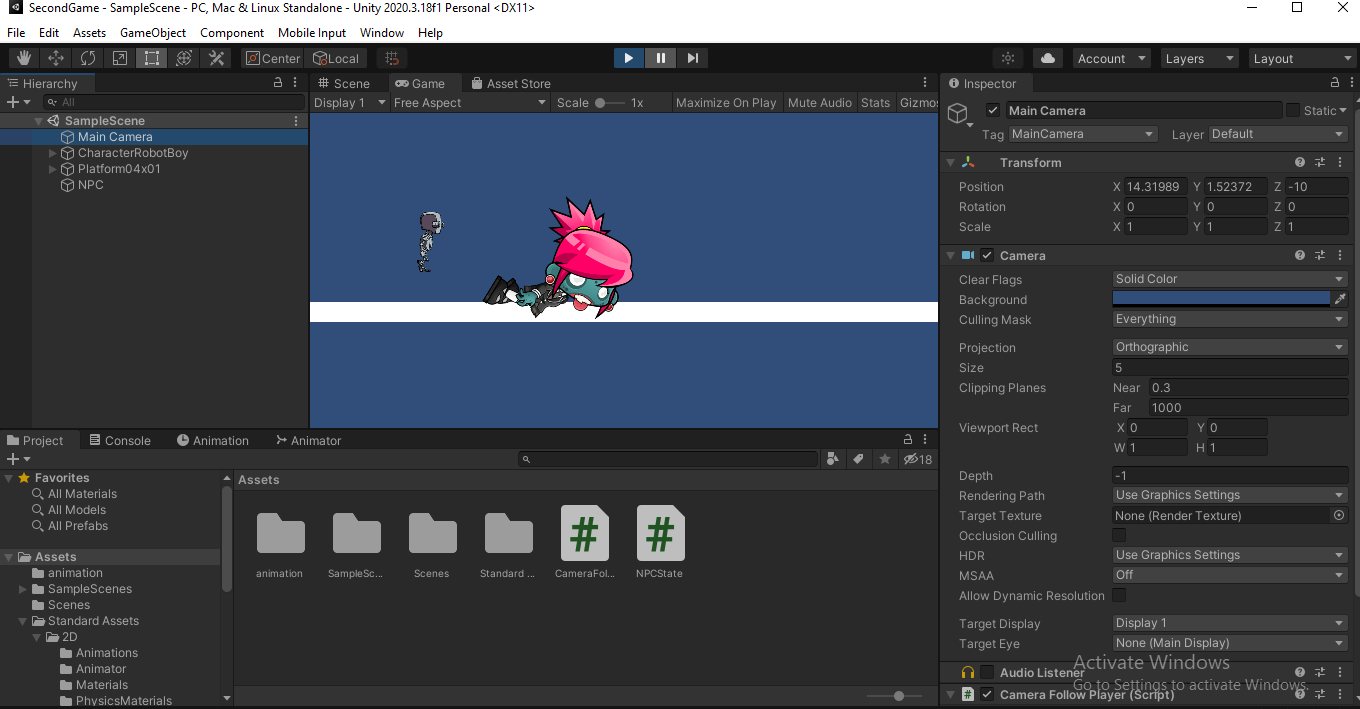 SecondGame - SampleScene - PC, Mac & Linux Standalone - Unity 2020.3.18f1 Personal <DX11>
File Edit Assets GameObject Component Mobile Input Window Help
Center Local Account Layers Layout
Hierarchy
All
SampleScene
Main Camera
CharacterRobotBoy
Platform04x01
NPC
Scene Game Asset Store
Display 1 Free Aspect Scale 1x Maximize On Play Mute Audio Stats Gizmos
Inspector
Main Camera Static
Tag MainCamera Layer Default
Transform
Position X 14.31989 Y 1.52372 Z -10
Rotation X 0 Y 0 Z 0
Scale X 1 Y 1 Z 1
Camera
Clear Flags Solid Color
Background
Culling Mask Everything
Projection Orthographic
Size 5
Clipping Planes Near 0.3
Far 1000
Viewport Rect X 0 Y 0
W 1 H 1
Depth -1
Rendering Path Use Graphics Settings
Target Texture None (Render Texture)
Occlusion Culling
HDR Use Graphics Settings
MSAA Off
Allow Dynamic Resolution
Target Display Display 1
Target Eye None (Main Display)
Audio Listener
Camera Follow Player (Script)
Activate Windows
Go to Settings to activate Windows.
Project Console Animation Animator
18
Favorites
All Materials
All Models
All Prefabs
Assets
animation
SampleScenes
Scenes
Standard Assets
2D
Animations
Animator
Materials
PhysicsMaterials
Assets
animation SampleSc... Scenes Standard ... CameraFol... NPCState